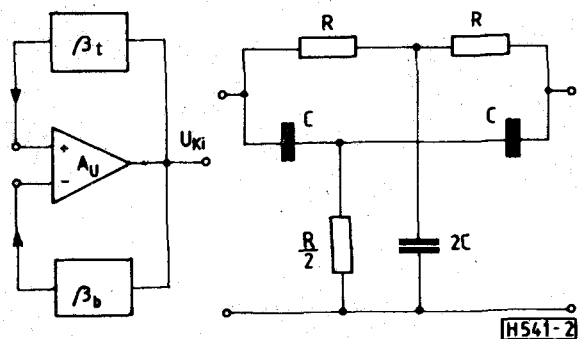 βt
+
AU
-
UKi
βb
R
R
C
C
R/2
2C
H541-2